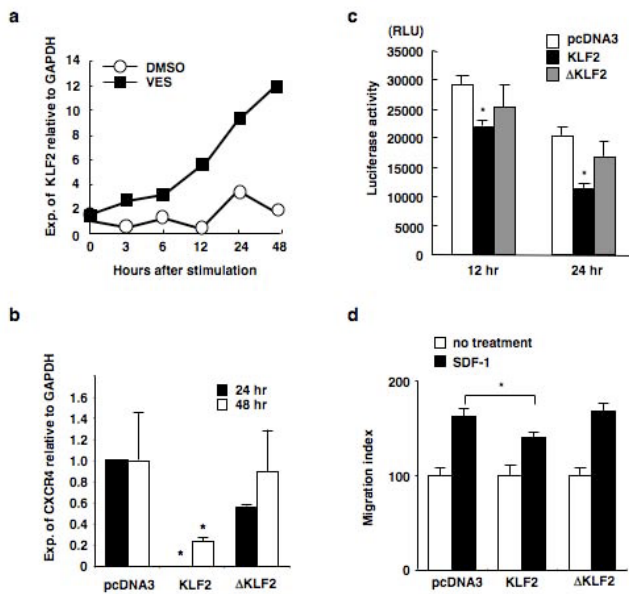 a
Exp. of KLF2 relative to GAPDH
14
12
10
8
6
4
2
0
DMSO
VES
0 3 6 12 24 48
Hours after stimulation
b
Exp. of CXCR4 relative to GAPDH
1.6
1.4
1.2
1.0
0.8
0.6
0.4
0.2
0
24 hr
48 hr
*
*
pcDNA3 KLF2 ΔKLF2
c
(RLU)
Luciferase activity
35000
30000
25000
20000
15000
10000
5000
0
pcDNA3
KLF2
ΔKLF2
*
*
12 hr 24 hr
d
no treatment
SDF-1
Migration index
200
100
0
*
pcDNA3 KLF2 ΔKLF2